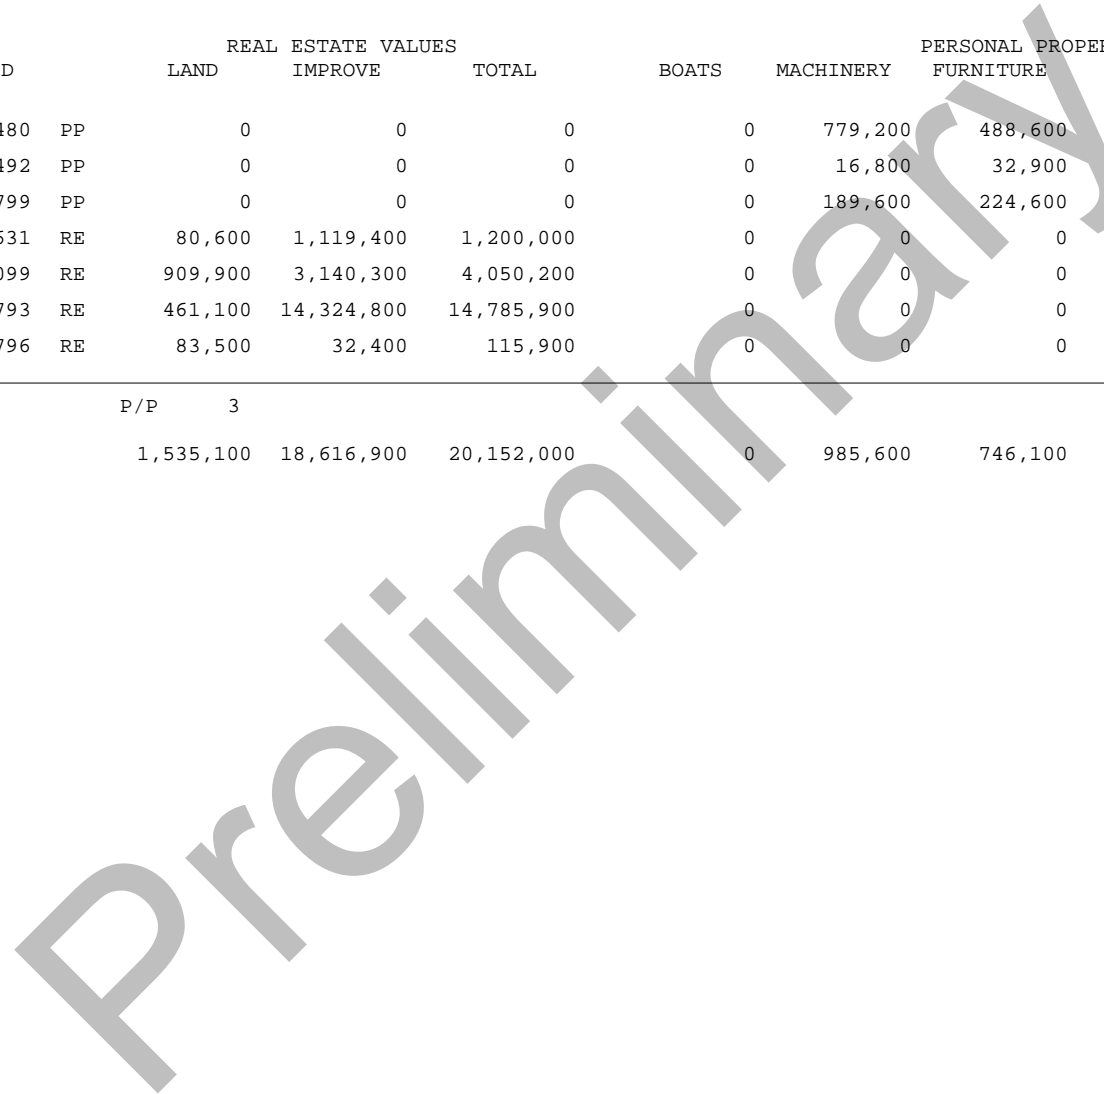 REAL ESTATE VALUES PERSONAL PROPE
D LAND IMPROVE TOTAL BOATS MACHINERY FURNITURE
480 PP 0 0 0 0 779,200 488,600
492 PP 0 0 0 0 16,800 32,900
799 PP 0 0 0 0 189,600 224,600
531 RE 80,600 1,119,400 1,200,000 0 0 0
099 RE 909,900 3,140,300 4,050,200 0 0 0
793 RE 461,100 14,324,800 14,785,900 0 0 0
796 RE 83,500 32,400 115,900 0 0 0
P/P 3
1,535,100 18,616,900 20,152,000 0 985,600 746,100
Preliminary